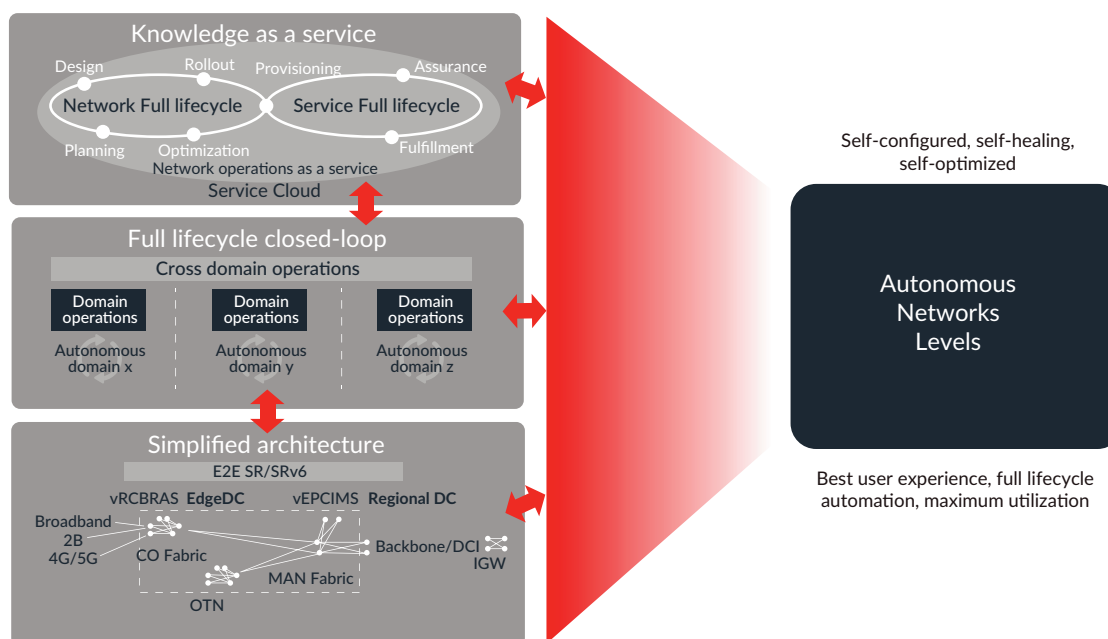 Knowledge as a service
Design
Rollout
Provisioning
Assurance
Network Full lifecycle
Service Full lifecycle
Planning
Optimization
Fulfillment
Network operations as a service
Service Cloud
Full lifecycle closed-loop
Cross domain operations
Domain
operations
Domain
operations
Domain
operations
Autonomous
domain x
Autonomous
domain y
Autonomous
domain z
Simplified architecture
E2E SR/SRv6
vRCBRAS EdgeDC
vEPCIMS Regional DC
Broadband
2B
4G/5G
CO Fabric
MAN Fabric
OTN
Backbone/DCI
IGW
Self-configured, self-healing,
self-optimized
Autonomous
Networks
Levels
Best user experience, full lifecycle
automation, maximum utilization